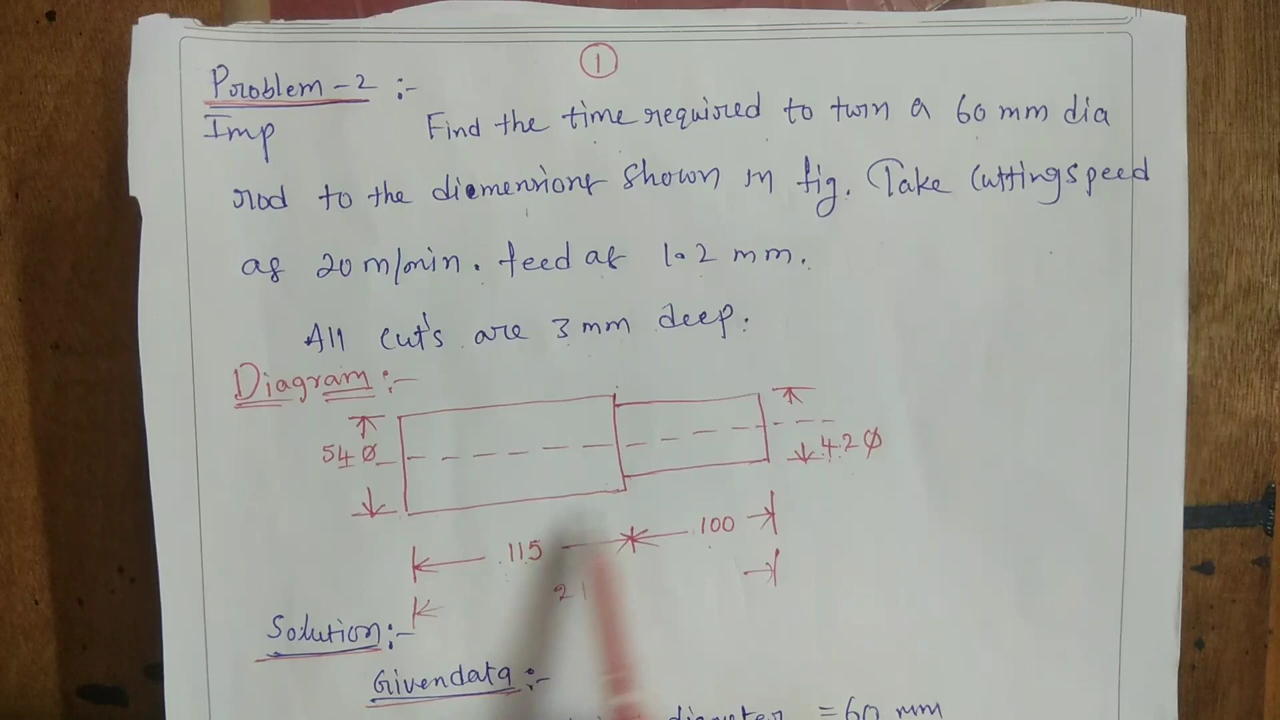 1
Problem-2 :-
Imp Find the time required to turn a 60 mm dia
rod to the diemensions shown in fig. Take Cutting speed
as 20 m/min. feed as 1.2 mm.
All cut's are 3 mm deep.
Diagram:-
54 Ø
42 Ø
115
100
Solution:-
Givendata:-
diameter = 60 mm